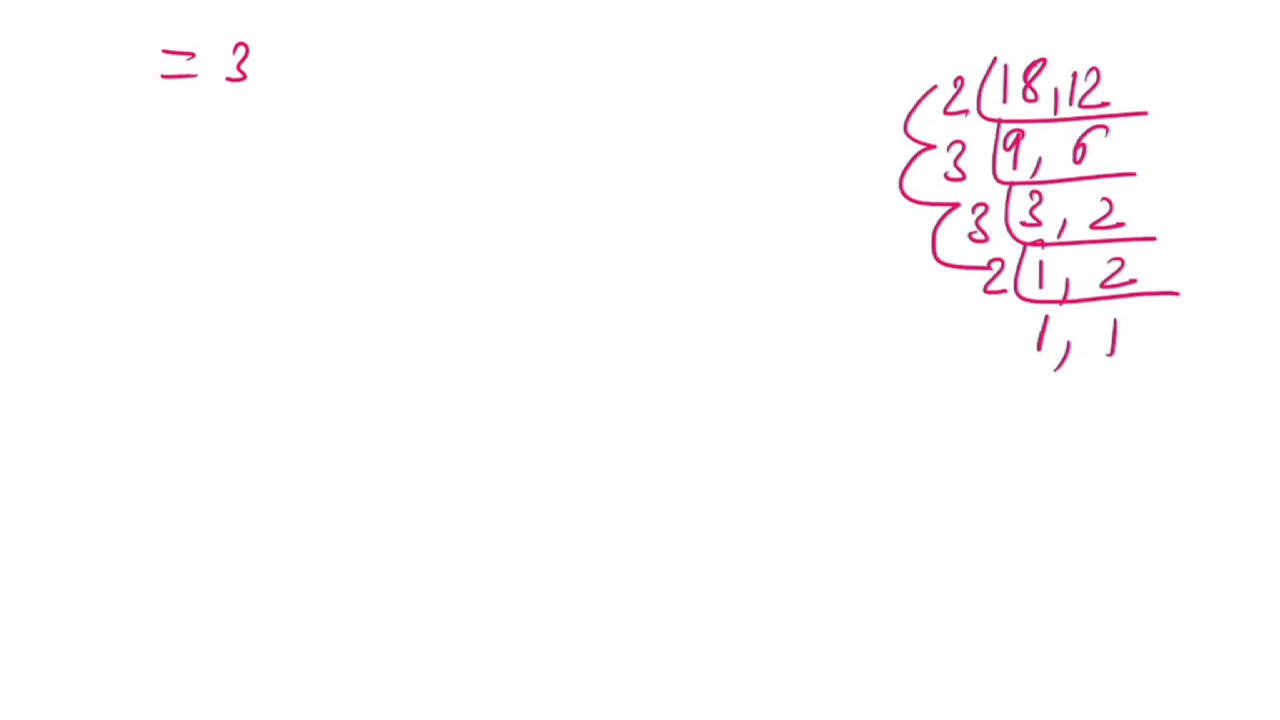 = 3
2 18, 12
3 9, 6
3 3, 2
2 1, 2
1, 1